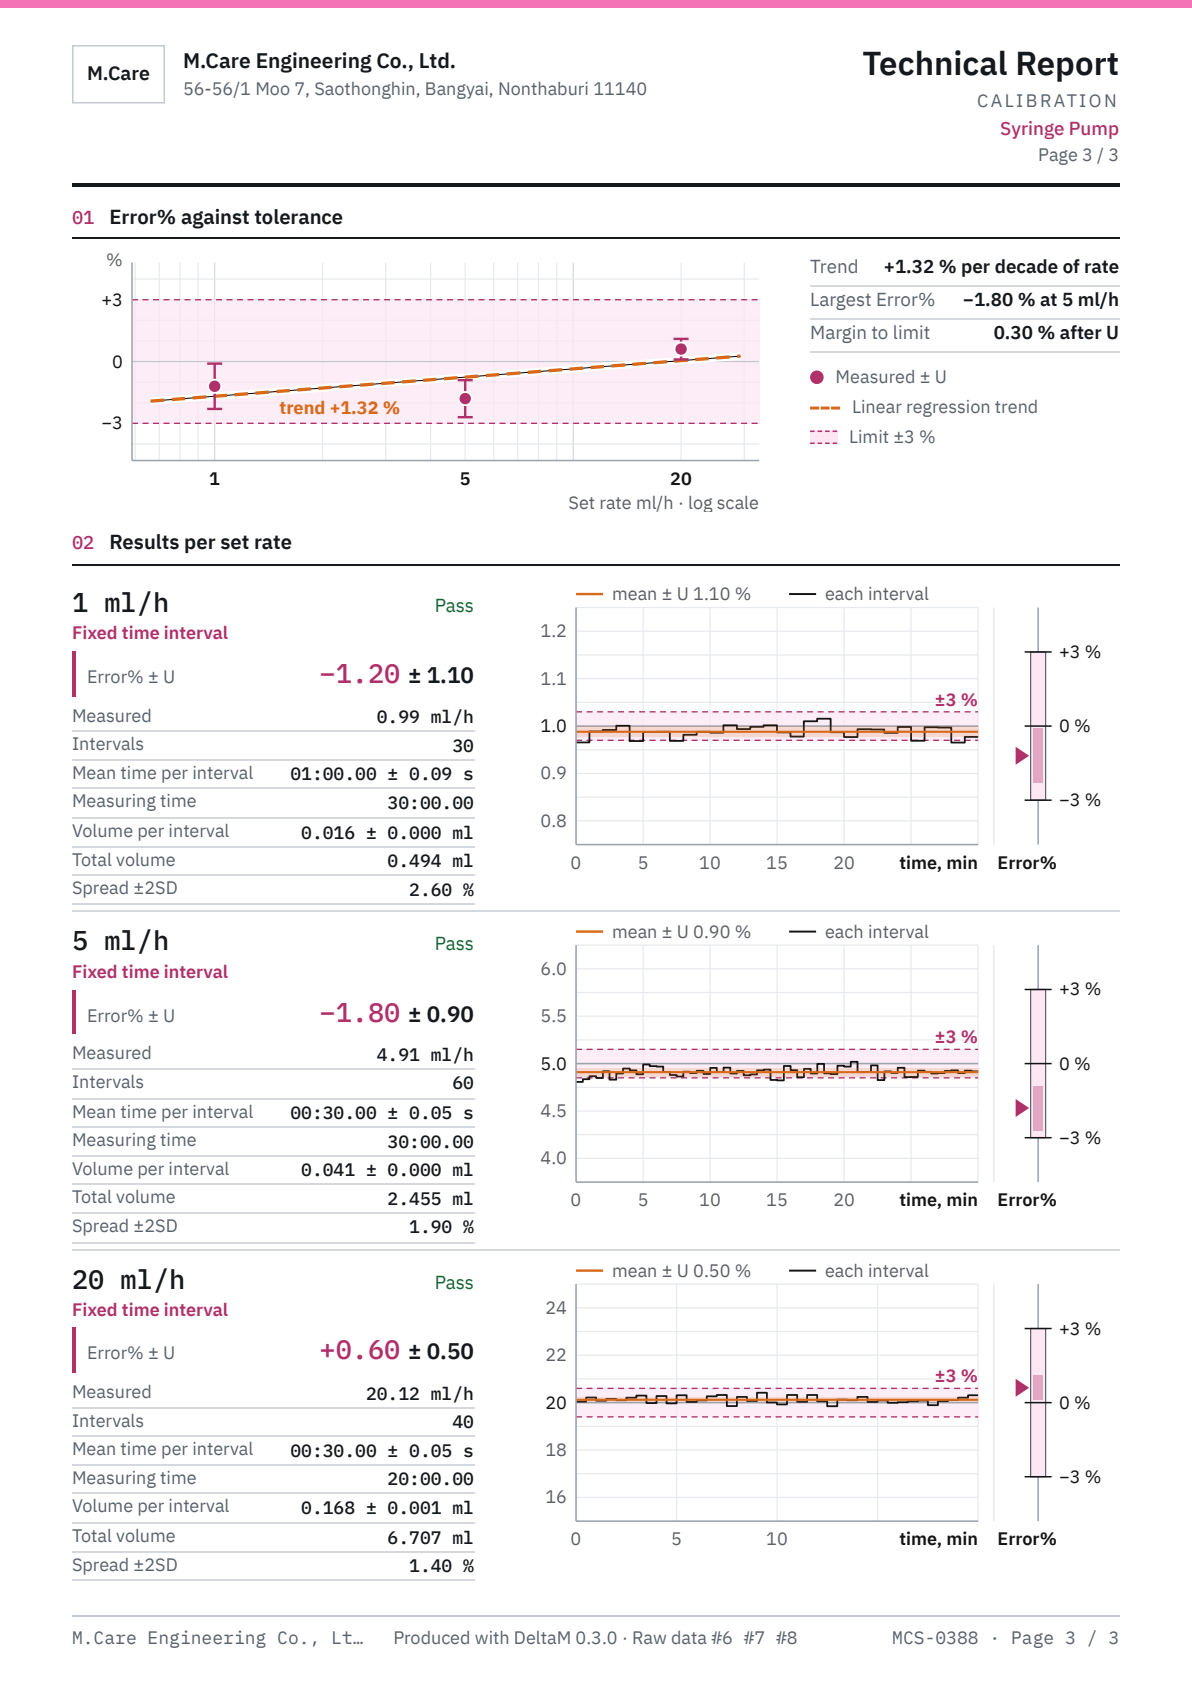 M.Care
M.Care Engineering Co., Ltd.
56-56/1 Moo 7, Saothonghin, Bangyai, Nonthaburi 11140
Technical Report
CALIBRATION
Syringe Pump
Page 3 / 3
01 Error% against tolerance
%
+3
0
−3
trend +1.32 %
1 5 20
Set rate ml/h · log scale
Trend +1.32 % per decade of rate
Largest Error% −1.80 % at 5 ml/h
Margin to limit 0.30 % after U
Measured ± U
Linear regression trend
Limit ±3 %
02 Results per set rate
1 ml/h Pass
Fixed time interval
Error% ± U −1.20 ± 1.10
Measured 0.99 ml/h
Intervals 30
Mean time per interval 01:00.00 ± 0.09 s
Measuring time 30:00.00
Volume per interval 0.016 ± 0.000 ml
Total volume 0.494 ml
Spread ±2SD 2.60 %
mean ± U 1.10 % each interval
1.2
1.1
1.0
0.9
0.8
±3 %
0 5 10 15 20 time, min
+3 %
0 %
−3 %
Error%
5 ml/h Pass
Fixed time interval
Error% ± U −1.80 ± 0.90
Measured 4.91 ml/h
Intervals 60
Mean time per interval 00:30.00 ± 0.05 s
Measuring time 30:00.00
Volume per interval 0.041 ± 0.000 ml
Total volume 2.455 ml
Spread ±2SD 1.90 %
mean ± U 0.90 % each interval
6.0
5.5
5.0
4.5
4.0
±3 %
0 5 10 15 20 time, min
+3 %
0 %
−3 %
Error%
20 ml/h Pass
Fixed time interval
Error% ± U +0.60 ± 0.50
Measured 20.12 ml/h
Intervals 40
Mean time per interval 00:30.00 ± 0.05 s
Measuring time 20:00.00
Volume per interval 0.168 ± 0.001 ml
Total volume 6.707 ml
Spread ±2SD 1.40 %
mean ± U 0.50 % each interval
24
22
20
18
16
±3 %
0 5 10 time, min
+3 %
0 %
−3 %
Error%
M.Care Engineering Co., Lt… Produced with DeltaM 0.3.0 · Raw data #6 #7 #8 MCS-0388 · Page 3 / 3